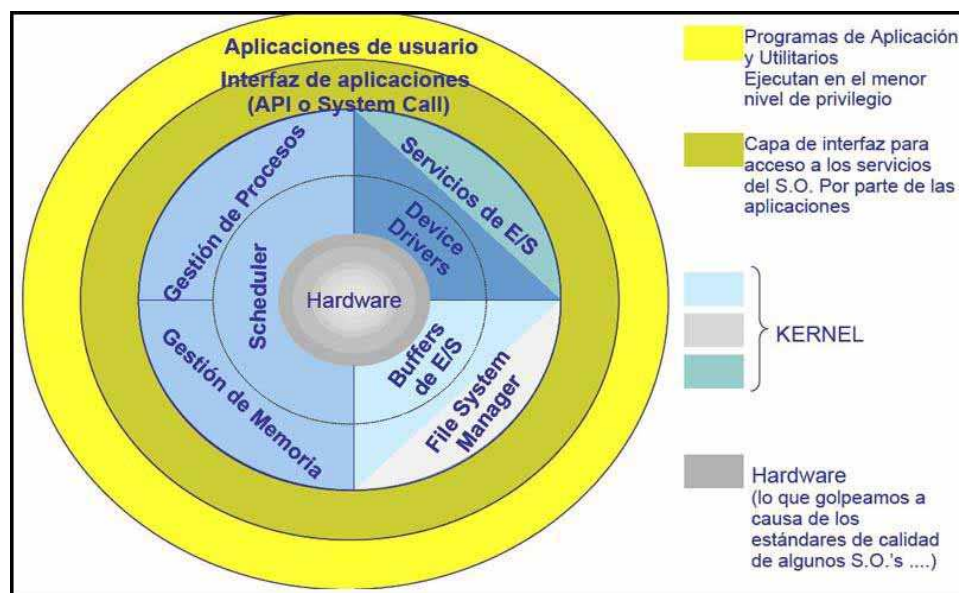 Aplicaciones de usuario
Interfaz de aplicaciones
(API o System Call)
Gestión de Procesos
Servicios de E/S
Device
Drivers
Scheduler
Hardware
Gestión de Memoria
Buffers
de E/S
File System
Manager
Programas de Aplicación
y Utilitarios
Ejecutan en el menor
nivel de privilegio
Capa de interfaz para
acceso a los servicios
del S.O. Por parte de las
aplicaciones
KERNEL
Hardware
(lo que golpeamos a
causa de los
estándares de calidad
de algunos S.O.'s ....)